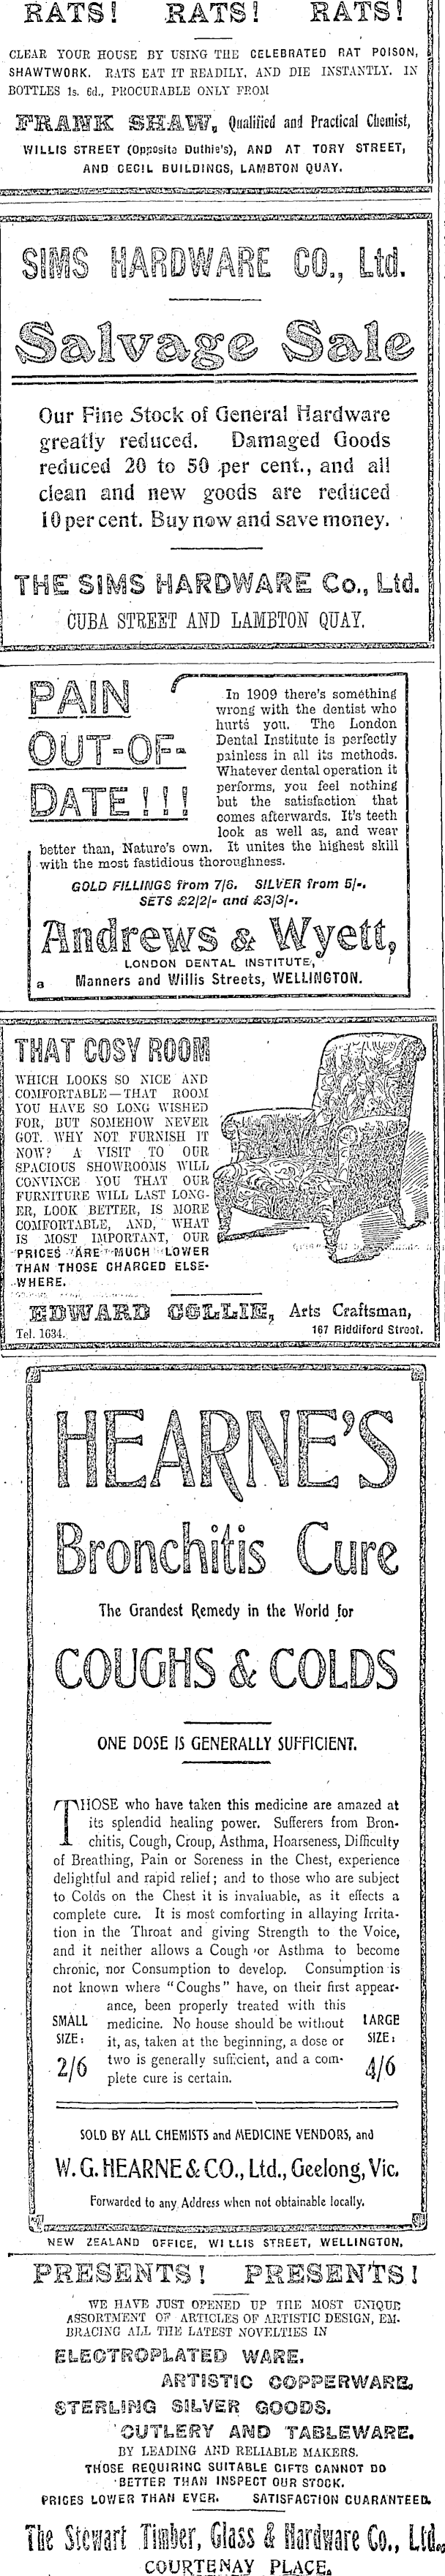 RATS! RATS! RATS!
CLEAR YOUR HOUSE BY USING THE CELEBRATED RAT POISON,
SHAWTWORK. RATS EAT IT READILY, AND DIE INSTANTLY. IN
BOTTLES 1s. 6d., PROCURABLE ONLY FROM
FRANK SHAW, Qualified and Practical Chemist,
WILLIS STREET (Opposite Duthie's), AND AT TORY STREET,
AND CECIL BUILDINGS, LAMBTON QUAY.
SIMS HARDWARE CO., Ltd.
Salvage Sale
Our Fine Stock of General Hardware
greatly reduced. Damaged Goods
reduced 20 to 50 per cent., and all
clean and new goods are reduced
10 per cent. Buy now and save money.
THE SIMS HARDWARE Co., Ltd.
CUBA STREET AND LAMBTON QUAY.
PAIN
OUT-OF-
DATE!!!
In 1909 there's something
wrong with the dentist who
hurts you. The London
Dental Institute is perfectly
painless in all its methods.
Whatever dental operation it
performs, you feel nothing
but the satisfaction that
comes afterwards. It's teeth
look as well as, and wear
better than, Nature's own. It unites the highest skill
with the most fastidious thoroughness.
GOLD FILLINGS from 7/6. SILVER from 5/-.
SETS £2/2/- and £3/3/-.
Andrews & Wyett,
LONDON DENTAL INSTITUTE,
a Manners and Willis Streets, WELLINGTON.
THAT COSY ROOM
WHICH LOOKS SO NICE AND
COMFORTABLE—THAT ROOM
YOU HAVE SO LONG WISHED
FOR, BUT SOMEHOW NEVER
GOT. WHY NOT FURNISH IT
NOW? A VISIT TO OUR
SPACIOUS SHOWROOMS WILL
CONVINCE YOU THAT OUR
FURNITURE WILL LAST LONG-
ER, LOOK BETTER, IS MORE
COMFORTABLE, AND, WHAT
IS MOST IMPORTANT, OUR
PRICES ARE MUCH LOWER
THAN THOSE CHARGED ELSE-
WHERE.
EDWARD COLLIE, Arts Craftsman,
Tel. 1634. 167 Riddiford Street.
HEARNE'S
Bronchitis Cure
The Grandest Remedy in the World for
COUGHS & COLDS
ONE DOSE IS GENERALLY SUFFICIENT.
THOSE who have taken this medicine are amazed at
its splendid healing power. Sufferers from Bron-
chitis, Cough, Croup, Asthma, Hoarseness, Difficulty
of Breathing, Pain or Soreness in the Chest, experience
delightful and rapid relief; and to those who are subject
to Colds on the Chest it is invaluable, as it effects a
complete cure. It is most comforting in allaying Irrita-
tion in the Throat and giving Strength to the Voice,
and it neither allows a Cough or Asthma to become
chronic, nor Consumption to develop. Consumption is
not known where "Coughs" have, on their first appear-
ance, been properly treated with this
medicine. No house should be without
it, as, taken at the beginning, a dose or
two is generally sufficient, and a com-
plete cure is certain.
SMALL
SIZE:
2/6
LARGE
SIZE:
4/6
SOLD BY ALL CHEMISTS and MEDICINE VENDORS, and
W. G. HEARNE & CO., Ltd., Geelong, Vic.
Forwarded to any Address when not obtainable locally.
NEW ZEALAND OFFICE, WILLIS STREET, WELLINGTON.
PRESENTS! PRESENTS!
WE HAVE JUST OPENED UP THE MOST UNIQUE
ASSORTMENT OF ARTICLES OF ARTISTIC DESIGN, EM-
BRACING ALL THE LATEST NOVELTIES IN
ELECTROPLATED WARE.
ARTISTIC COPPERWARE.
STERLING SILVER GOODS.
CUTLERY AND TABLEWARE.
BY LEADING AND RELIABLE MAKERS.
THOSE REQUIRING SUITABLE GIFTS CANNOT DO
BETTER THAN INSPECT OUR STOCK.
PRICES LOWER THAN EVER. SATISFACTION GUARANTEED.
The Stewart Timber, Glass & Hardware Co., Ltd.
COURTENAY PLACE.